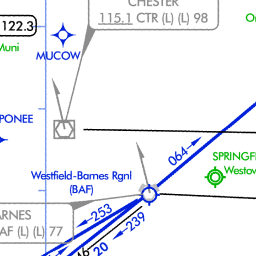 CHESTER
115.1 CTR (L) (L) 98
122.3
Muni
MUCOW
PONEE
064
SPRINGF
Westov
Westfield-Barnes Rgnl
(BAF)
ARNES
AF (L) (L) 77
253
239
20